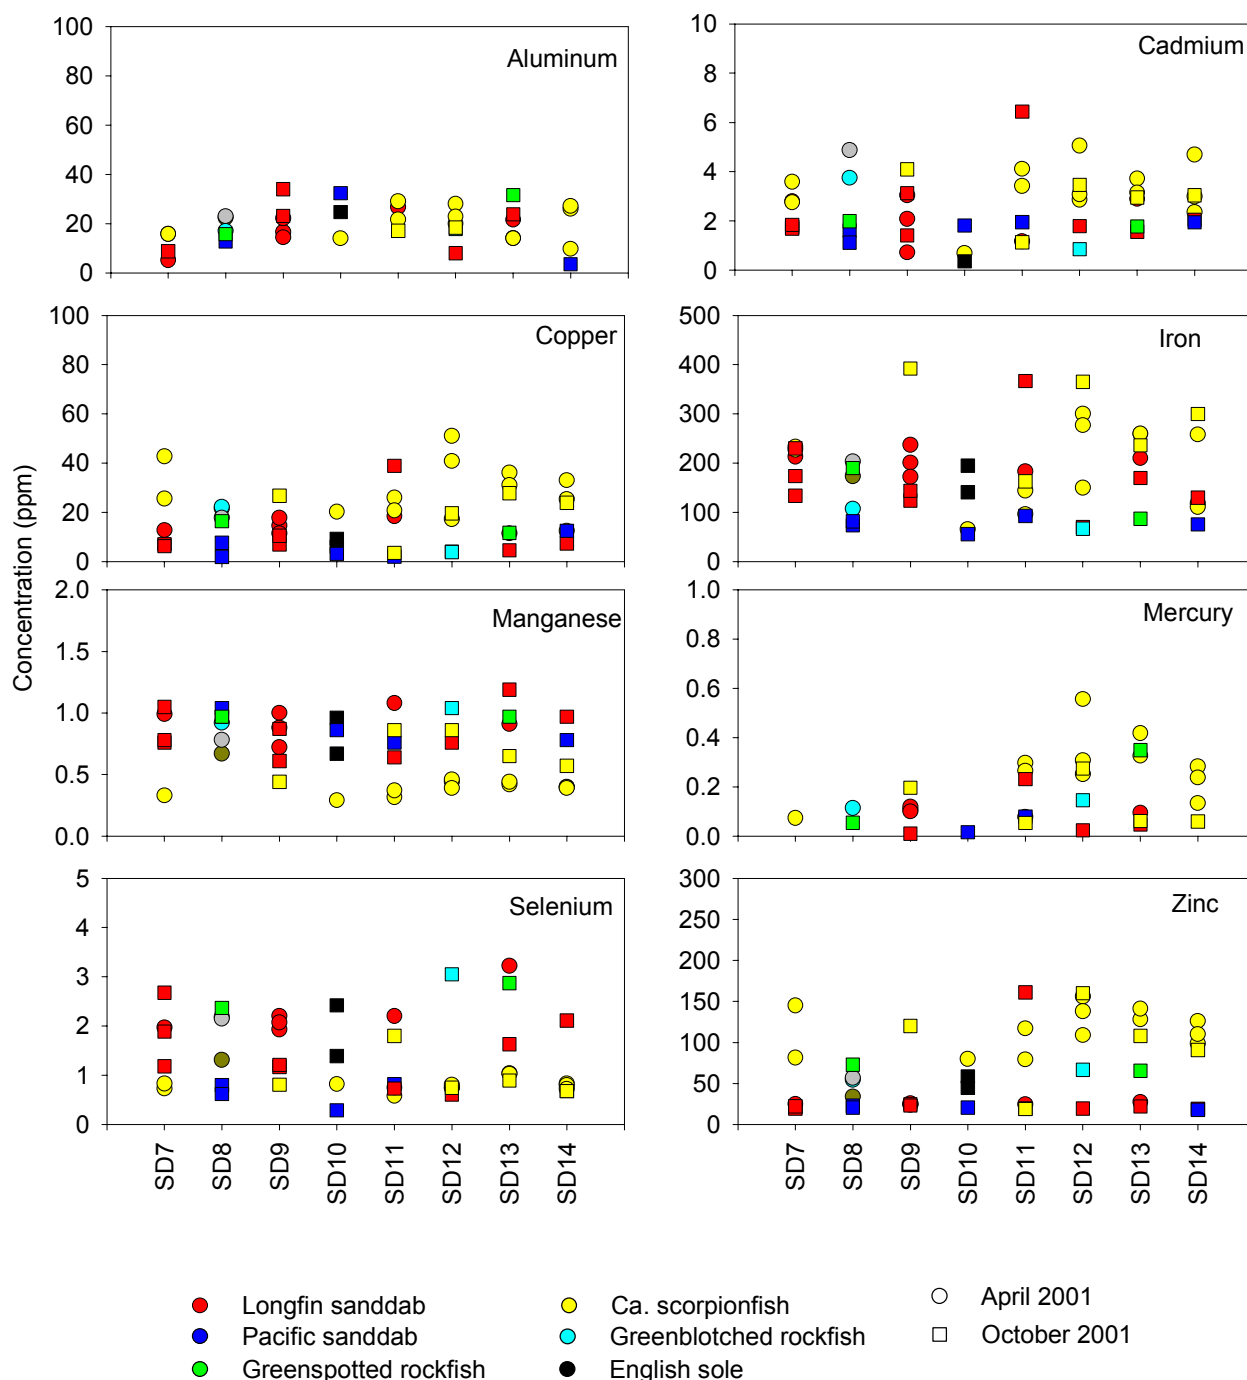 Concentration (ppm)
Aluminum
100
80
60
40
20
0
Cadmium
10
8
6
4
2
0
Copper
100
80
60
40
20
0
Iron
500
400
300
200
100
0
Manganese
2.0
1.5
1.0
0.5
0.0
Mercury
1.0
0.8
0.6
0.4
0.2
0.0
Selenium
5
4
3
2
1
0
SD7 SD8 SD9 SD10 SD11 SD12 SD13 SD14
Zinc
300
250
200
150
100
50
0
SD7 SD8 SD9 SD10 SD11 SD12 SD13 SD14
Longfin sanddab
Pacific sanddab
Greenspotted rockfish
Ca. scorpionfish
Greenblotched rockfish
English sole
April 2001
October 2001